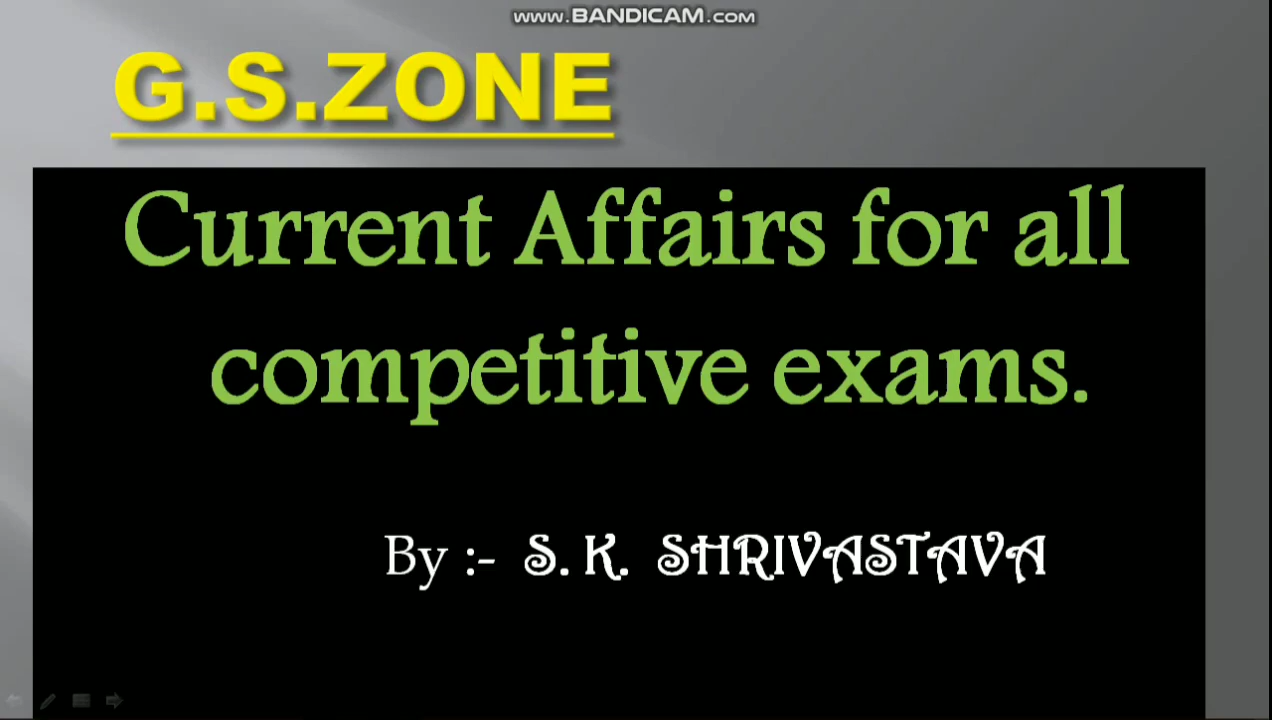 www.BANDICAM.com
G.S.ZONE
Current Affairs for all
competitive exams.
By :- S. K. SHRIVASTAVA